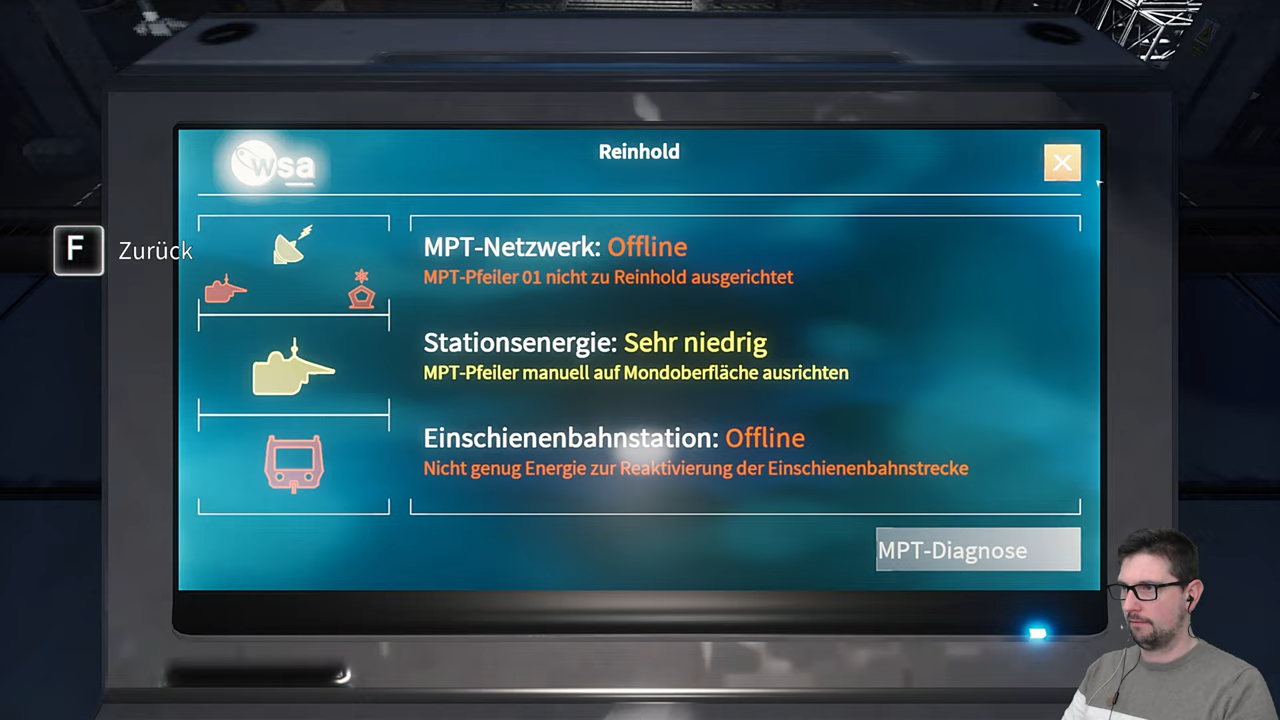 wsa
Reinhold
F Zurück
MPT-Netzwerk: Offline
MPT-Pfeiler 01 nicht zu Reinhold ausgerichtet
Stationsenergie: Sehr niedrig
MPT-Pfeiler manuell auf Mondoberfläche ausrichten
Einschienenbahnstation: Offline
Nicht genug Energie zur Reaktivierung der Einschienenbahnstrecke
MPT-Diagnose